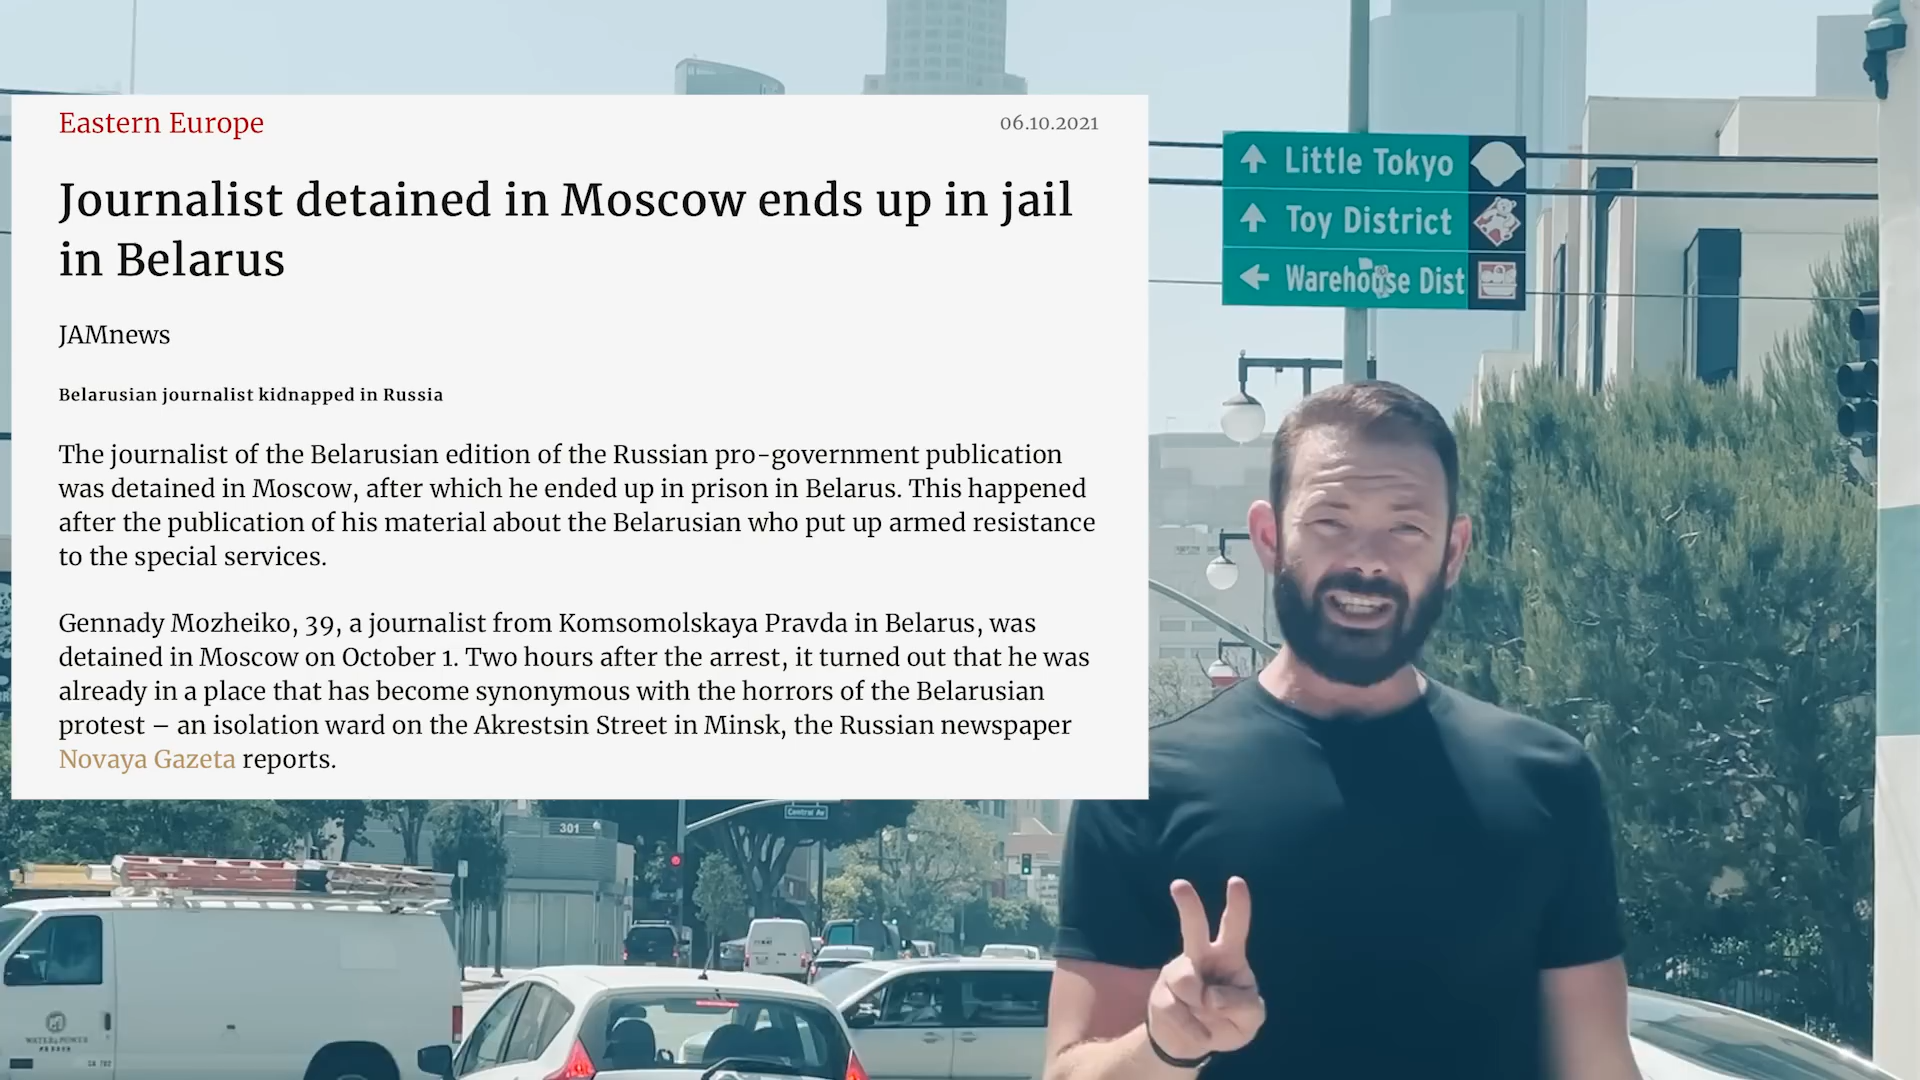 Eastern Europe
06.10.2021
Journalist detained in Moscow ends up in jail
in Belarus
JAMnews
Belarusian journalist kidnapped in Russia
The journalist of the Belarusian edition of the Russian pro-government publication
was detained in Moscow, after which he ended up in prison in Belarus. This happened
after the publication of his material about the Belarusian who put up armed resistance
to the special services.
Gennady Mozheiko, 39, a journalist from Komsomolskaya Pravda in Belarus, was
detained in Moscow on October 1. Two hours after the arrest, it turned out that he was
already in a place that has become synonymous with the horrors of the Belarusian
protest – an isolation ward on the Akrestsin Street in Minsk, the Russian newspaper
Novaya Gazeta reports.
Little Tokyo
Toy District
Warehouse Dist
Central Av
301
WATER & POWER